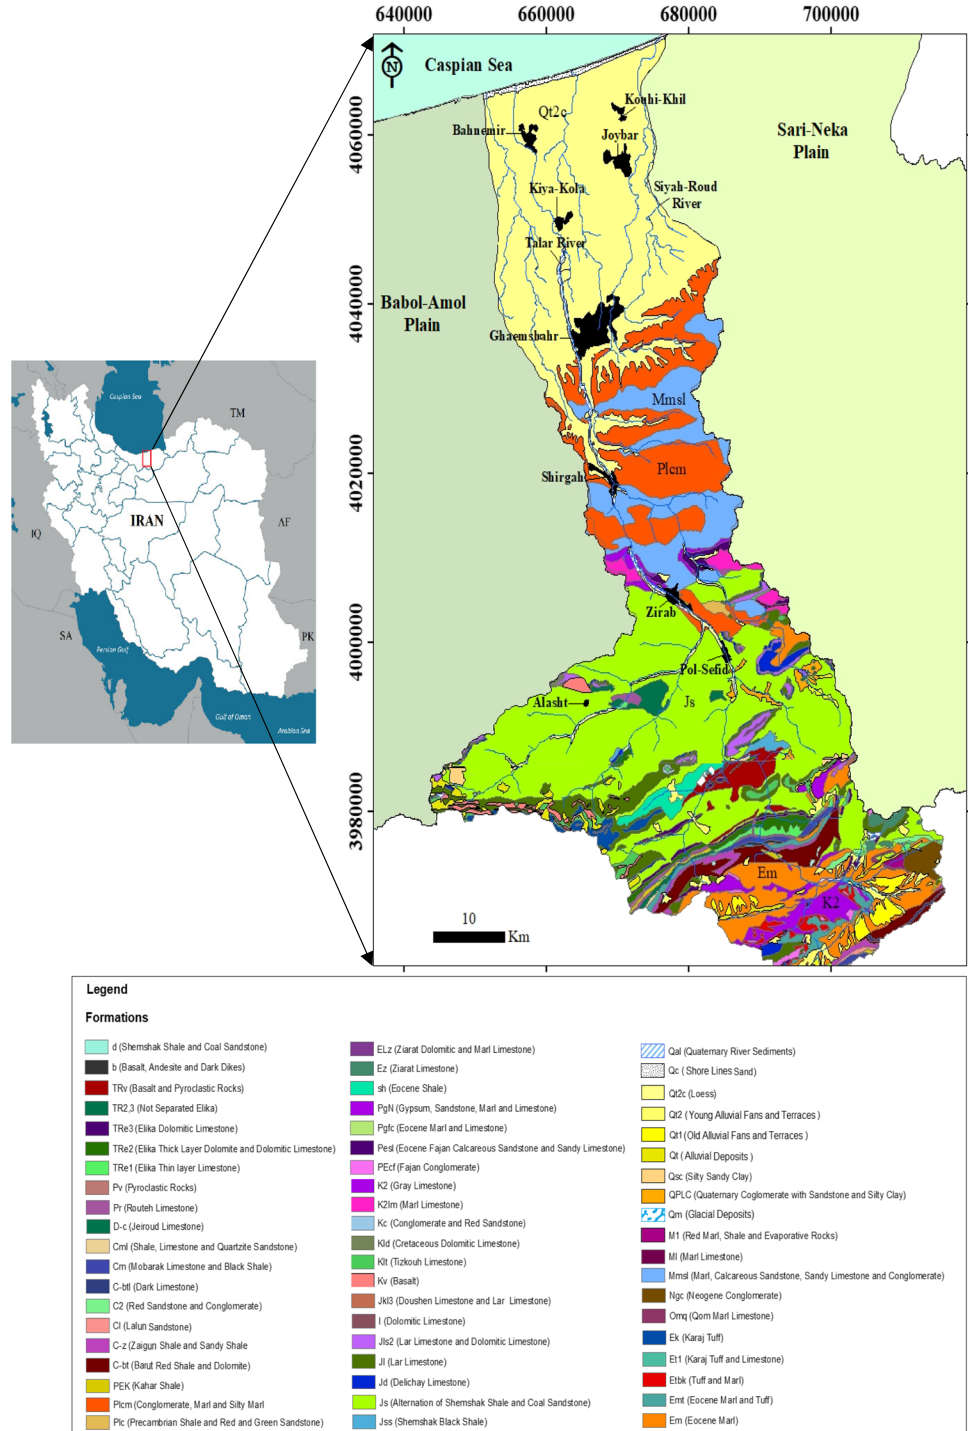 640000
660000
680000
700000
N
Caspian Sea
4060000
4040000
4020000
4000000
3980000
Qt2c
Kouhi-Khil
Bahnemir
Joybar
Sari-Neka
Plain
Kiya-Kola
Siyah-Roud
River
Talar River
Babol-Amol
Plain
Ghaemshahr
Mmsl
Plcm
Shirgah
Zirab
Pol-Sefid
Alasht
Js
Em
K2
10
Km
Caspian Sea
TM
IRAN
AF
IQ
SA
PK
Persian Gulf
Gulf of Oman
Arabian Sea
Legend
Formations
d (Shemshak Shale and Coal Sandstone)
b (Basalt, Andesite and Dark Dikes)
TRv (Basalt and Pyroclastic Rocks)
TR2,3 (Not Separated Elika)
TRe3 (Elika Dolomitic Limestone)
TRe2 (Elika Thick Layer Dolomite and Dolomitic Limestone)
TRe1 (Elika Thin layer Limestone)
Pv (Pyroclastic Rocks)
Pr (Routeh Limestone)
D-c (Jeiroud Limestone)
Cml (Shale, Limestone and Quartzite Sandstone)
Cm (Mobarak Limestone and Black Shale)
C-btl (Dark Limestone)
C2 (Red Sandstone and Conglomerate)
Cl (Lalun Sandstone)
C-z (Zaigun Shale and Sandy Shale
C-bt (Barut Red Shale and Dolomite)
PEK (Kahar Shale)
Plcm (Conglomerate, Marl and Silty Marl
Plc (Precambrian Shale and Red and Green Sandstone)
ELz (Ziarat Dolomitic and Marl Limestone)
Ez (Ziarat Limestone)
sh (Eocene Shale)
PgN (Gypsum, Sandstone, Marl and Limestone)
Pgfc (Eocene Marl and Limestone)
Pesl (Eocene Fajan Calcareous Sandstone and Sandy Limestone)
PEcf (Fajan Conglomerate)
K2 (Gray Limestone)
K2lm (Marl Limestone)
Kc (Conglomerate and Red Sandstone)
Kld (Cretaceous Dolomitic Limestone)
Klt (Tizkouh Limestone)
Kv (Basalt)
Jkl3 (Doushen Limestone and Lar Limestone)
l (Dolomitic Limestone)
Jls2 (Lar Limestone and Dolomitic Limestone)
Jl (Lar Limestone)
Jd (Delichay Limestone)
Js (Alternation of Shemshak Shale and Coal Sandstone)
Jss (Shemshak Black Shale)
Qal (Quaternary River Sediments)
Qc (Shore Lines Sand)
Qt2c (Loess)
Qt2 (Young Alluvial Fans and Terraces)
Qt1 (Old Alluvial Fans and Terraces)
Qt (Alluvial Deposits)
Qsc (Silty Sandy Clay)
QPLC (Quaternary Coglomerate with Sandstone and Silty Clay)
Qm (Glacial Deposits)
M1 (Red Marl, Shale and Evaporative Rocks)
Ml (Marl Limestone)
Mmsl (Marl, Calcareous Sandstone, Sandy Limestone and Conglomerate)
Ngc (Neogene Conglomerate)
Omq (Qom Marl Limestone)
Ek (Karaj Tuff)
Et1 (Karaj Tuff and Limestone)
Etbk (Tuff and Marl)
Emt (Eocene Marl and Tuff)
Em (Eocene Marl)